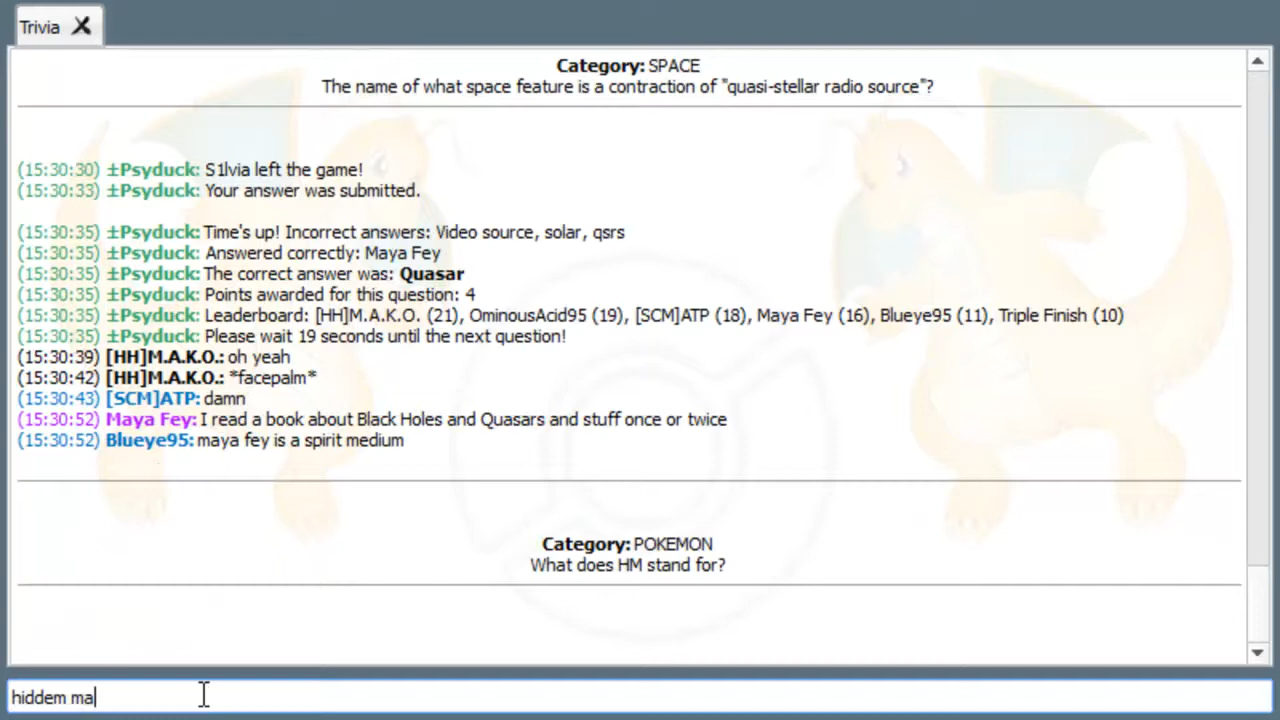 Trivia X
Category: SPACE
The name of what space feature is a contraction of "quasi-stellar radio source"?
(15:30:30) ±Psyduck: S1lvia left the game!
(15:30:33) ±Psyduck: Your answer was submitted.
(15:30:35) ±Psyduck: Time's up! Incorrect answers: Video source, solar, qsrs
(15:30:35) ±Psyduck: Answered correctly: Maya Fey
(15:30:35) ±Psyduck: The correct answer was: Quasar
(15:30:35) ±Psyduck: Points awarded for this question: 4
(15:30:35) ±Psyduck: Leaderboard: [HH]M.A.K.O. (21), OminousAcid95 (19), [SCM]ATP (18), Maya Fey (16), Blueye95 (11), Triple Finish (10)
(15:30:35) ±Psyduck: Please wait 19 seconds until the next question!
(15:30:39) [HH]M.A.K.O.: oh yeah
(15:30:42) [HH]M.A.K.O.: *facepalm*
(15:30:43) [SCM]ATP: damn
(15:30:52) Maya Fey: I read a book about Black Holes and Quasars and stuff once or twice
(15:30:52) Blueye95: maya fey is a spirit medium
Category: POKEMON
What does HM stand for?
hiddem ma